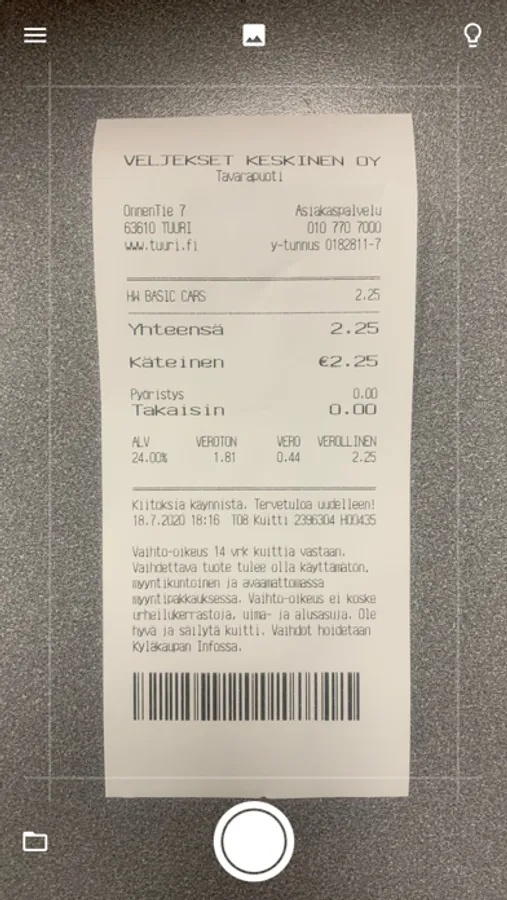 VELJEKSET KESKINEN OY
Tavarapuoti
OnnenTie 7 Asiakaspalvelu
63610 TUURI 010 770 7000
www.tuuri.fi y-tunnus 0182811-7
HW BASIC CARS 2.25
Yhteensä 2.25
Käteinen €2.25
Pyöristys 0.00
Takaisin 0.00
ALV VEROTON VERO VEROLLINEN
24.00% 1.81 0.44 2.25
Kiitoksia käynnistä. Tervetuloa uudelleen!
18.7.2020 18:16 T08 Kuitti 2396304 H00435
Vaihto-oikeus 14 vrk kuittia vastaan.
Vaihdettava tuote tulee olla käyttämätön,
myyntikuntoinen ja avaamattomassa
myyntipakkauksessa. Vaihto-oikeus ei koske
urheilukerrastoja, uima- ja alusasuja. Ole
hyvä ja säilytä kuitti. Vaihdot hoidetaan
Kyläkaupan Infossa.